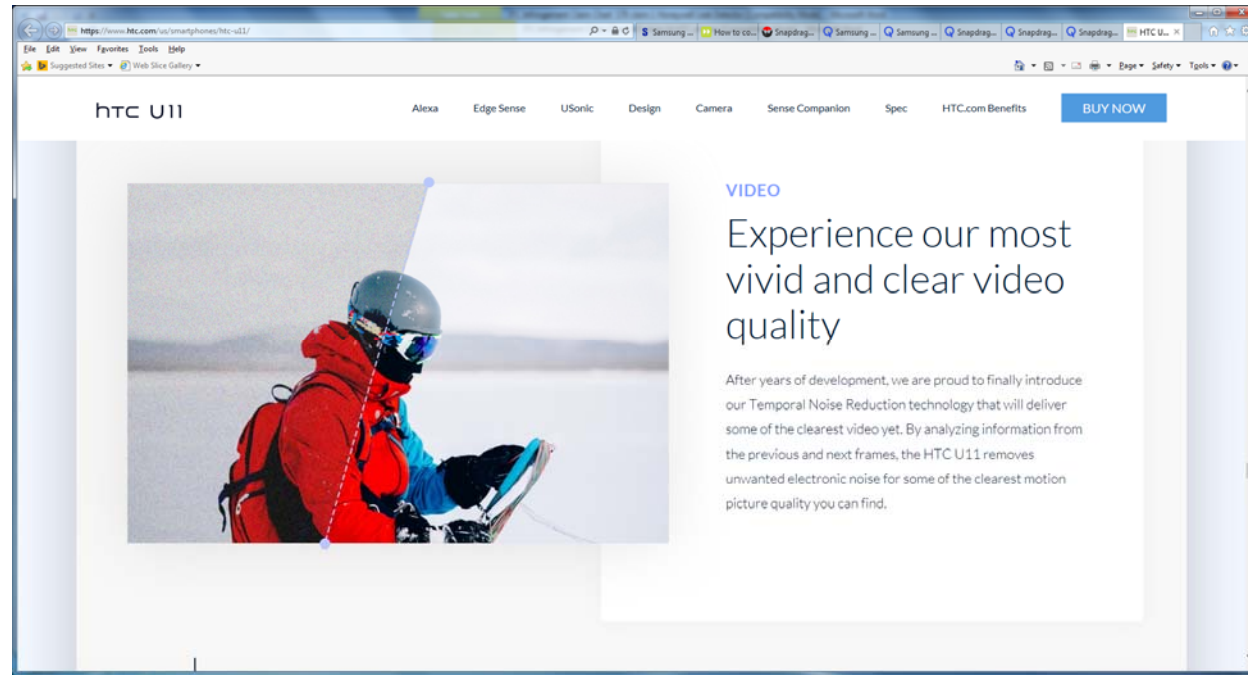 https://www.htc.com/us/smartphones/htc-u11/
S Samsung ...
How to co...
Snapdrag...
Samsung ...
Samsung ...
Snapdrag...
Snapdrag...
Snapdrag...
HTC U...
File Edit View Favorites Tools Help
Suggested Sites
Web Slice Gallery
Page
Safety
Tools
hTC U11
Alexa
Edge Sense
USonic
Design
Camera
Sense Companion
Spec
HTC.com Benefits
BUY NOW
VIDEO
Experience our most
vivid and clear video
quality
After years of development, we are proud to finally introduce
our Temporal Noise Reduction technology that will deliver
some of the clearest video yet. By analyzing information from
the previous and next frames, the HTC U11 removes
unwanted electronic noise for some of the clearest motion
picture quality you can find.